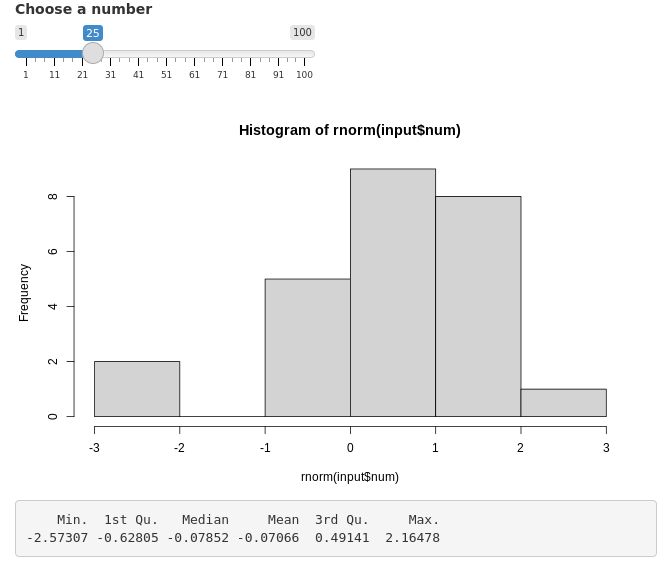 Choose a number
1 25 100
1 11 21 31 41 51 61 71 81 91 100
Histogram of rnorm(input$num)
Frequency
8
6
4
2
0
-3 -2 -1 0 1 2 3
rnorm(input$num)
Min. 1st Qu. Median Mean 3rd Qu. Max.
-2.57307 -0.62805 -0.07852 -0.07066 0.49141 2.16478